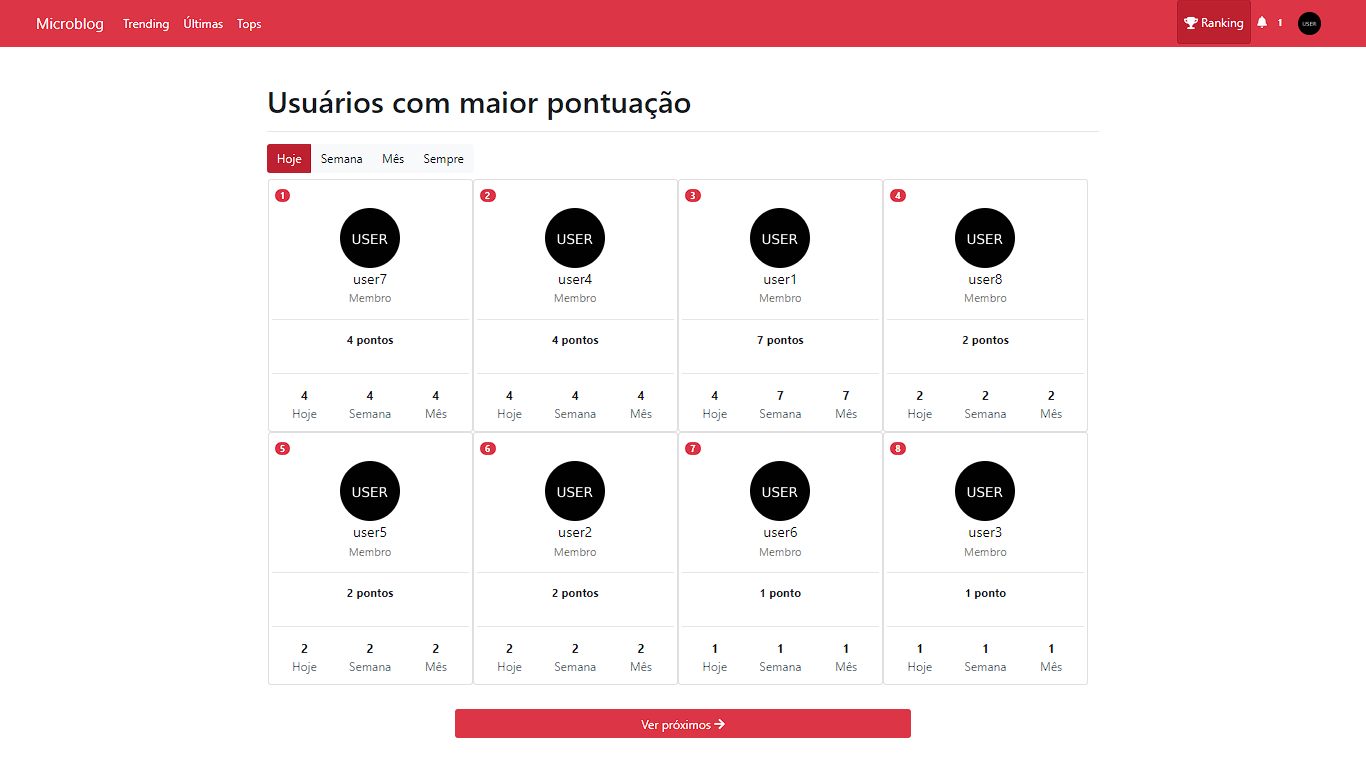 Microblog Trending Últimas Tops Ranking 1 USER
Usuários com maior pontuação
Hoje Semana Mês Sempre
1 2 3 4
USER USER USER USER
user7 user4 user1 user8
Membro Membro Membro Membro
4 pontos 4 pontos 7 pontos 2 pontos
4 4 4 4 4 4 4 7 7 2 2 2
Hoje Semana Mês Hoje Semana Mês Hoje Semana Mês Hoje Semana Mês
5 6 7 8
USER USER USER USER
user5 user2 user6 user3
Membro Membro Membro Membro
2 pontos 2 pontos 1 ponto 1 ponto
2 2 2 2 2 2 1 1 1 1 1 1
Hoje Semana Mês Hoje Semana Mês Hoje Semana Mês Hoje Semana Mês
Ver próximos